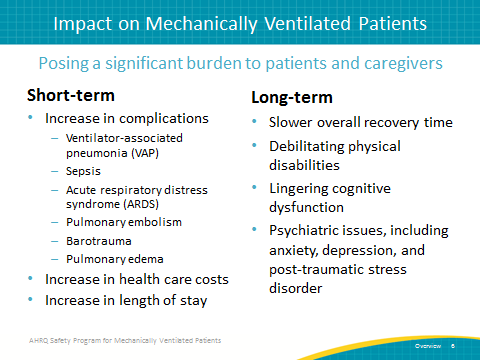 Impact on Mechanically Ventilated Patients
Posing a significant burden to patients and caregivers
Short-term
• Increase in complications
– Ventilator-associated
pneumonia (VAP)
– Sepsis
– Acute respiratory distress
syndrome (ARDS)
– Pulmonary embolism
– Barotrauma
– Pulmonary edema
• Increase in health care costs
• Increase in length of stay
Long-term
• Slower overall recovery time
• Debilitating physical
disabilities
• Lingering cognitive
dysfunction
• Psychiatric issues, including
anxiety, depression, and
post-traumatic stress
disorder
AHRQ Safety Program for Mechanically Ventilated Patients
Overview 6